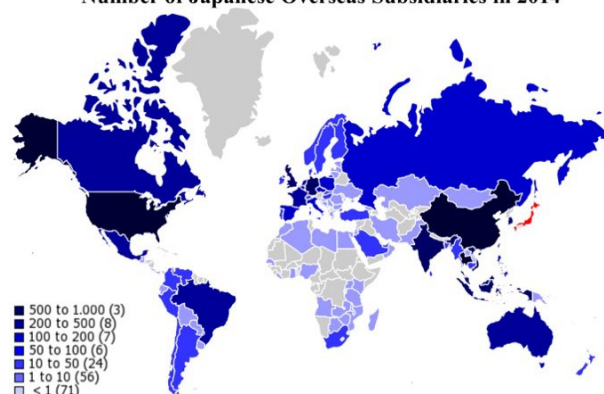 Number of Japanese Overseas Subsidiaries in 2014
500 to 1.000 (3)
200 to 500 (8)
100 to 200 (7)
50 to 100 (6)
10 to 50 (24)
1 to 10 (56)
< 1 (71)